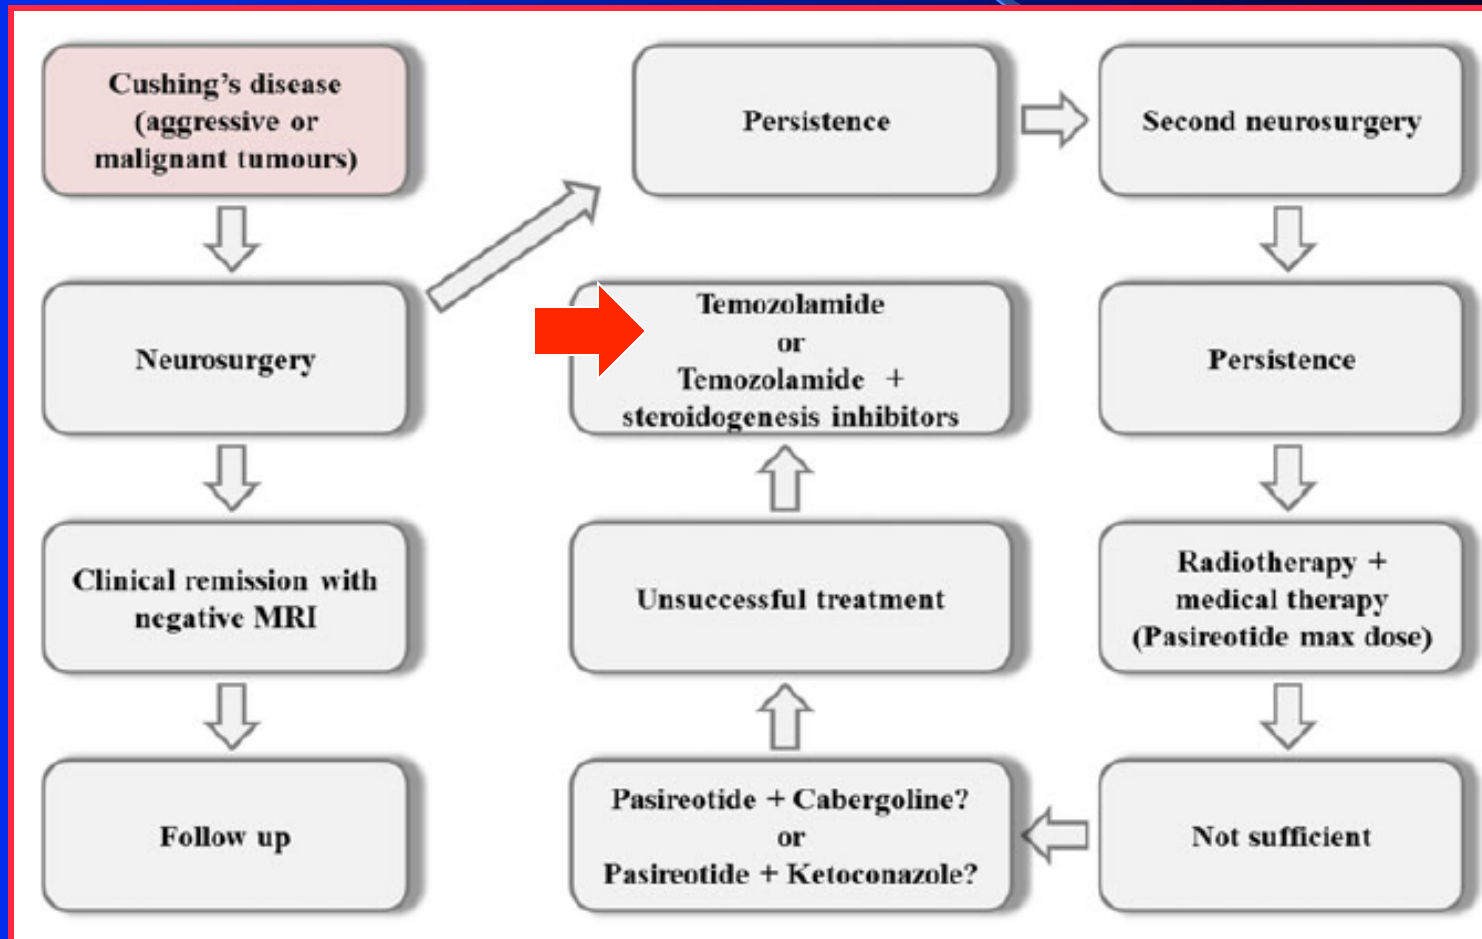 Cushing's disease
(aggressive or
malignant tumours)
Neurosurgery
Clinical remission with
negative MRI
Follow up
Persistence
Second neurosurgery
Persistence
Radiotherapy +
medical therapy
(Pasireotide max dose)
Not sufficient
Pasireotide + Cabergoline?
or
Pasireotide + Ketoconazole?
Unsuccessful treatment
Temozolamide
or
Temozolamide +
steroidogenesis inhibitors